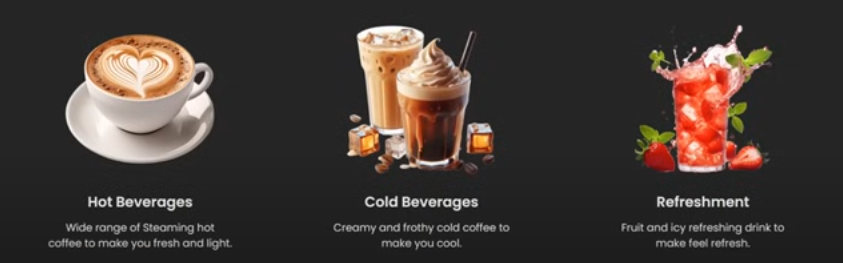 Hot Beverages
Wide range of Steaming hot
coffee to make you fresh and light.
Cold Beverages
Creamy and frothy cold coffee to
make you cool.
Refreshment
Fruit and icy refreshing drink to
make feel refresh.